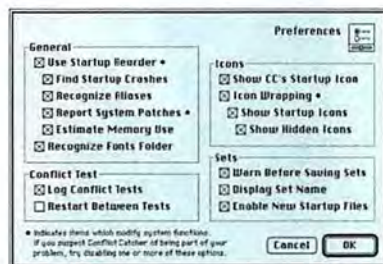 Preferences
General
Use Startup Reorder •
Find Startup Crashes
Recognize Aliases
Report System Patches •
Estimate Memory Use
Recognize Fonts Folder
Conflict Test
Log Conflict Tests
Restart Between Tests
Icons
Show CC's Startup Icon
Icon Wrapping •
Show Startup Icons
Show Hidden Icons
Sets
Warn Before Saving Sets
Display Set Name
Enable New Startup Files
• Indicates items which modify system functions.
If you suspect Conflict Catcher of being part of your
problem, try disabling one or more of these options.
Cancel
OK